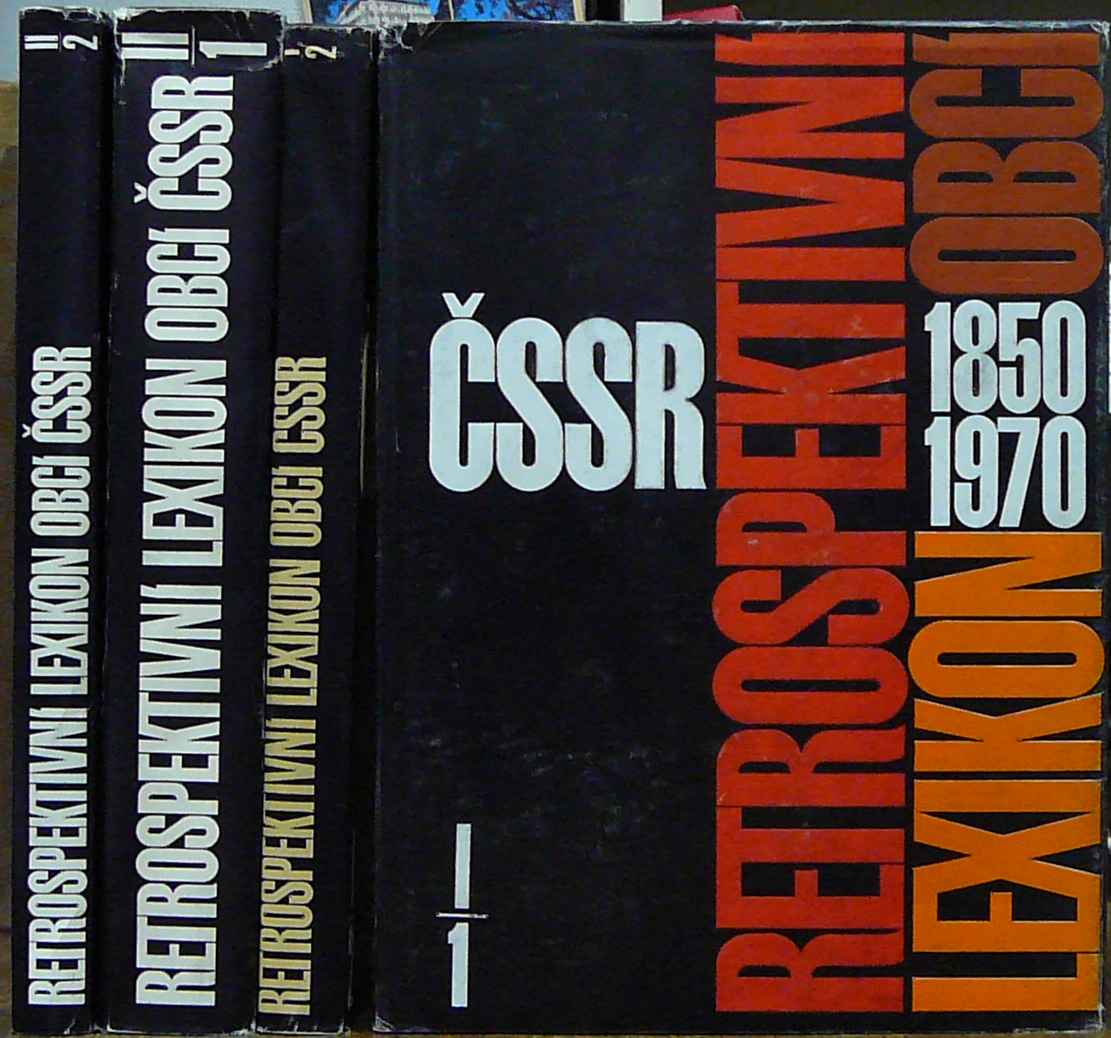 II
2
RETROSPEKTIVNÍ LEXIKON OBCÍ ČSSR
II
1
RETROSPEKTIVNÍ LEXIKON OBCÍ ČSSR
I
2
RETROSPEKTIVNÍ LEXIKON OBCÍ ČSSR
ČSSR
I
1
RETROSPEKTIVNÍ
LEXIKON
OBCÍ
1850
1970